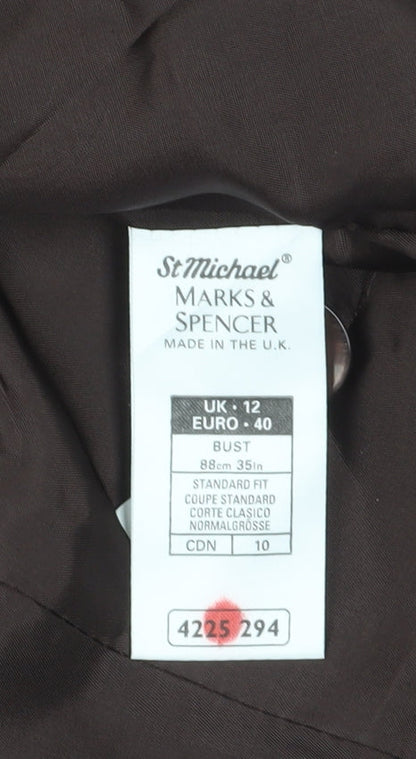 St Michael®
MARKS &
SPENCER
MADE IN THE U.K.
UK • 12
EURO • 40
BUST
88cm 35In
STANDARD FIT
COUPE STANDARD
CORTE CLASICO
NORMALGRÖSSE
CDN 10
4225 294